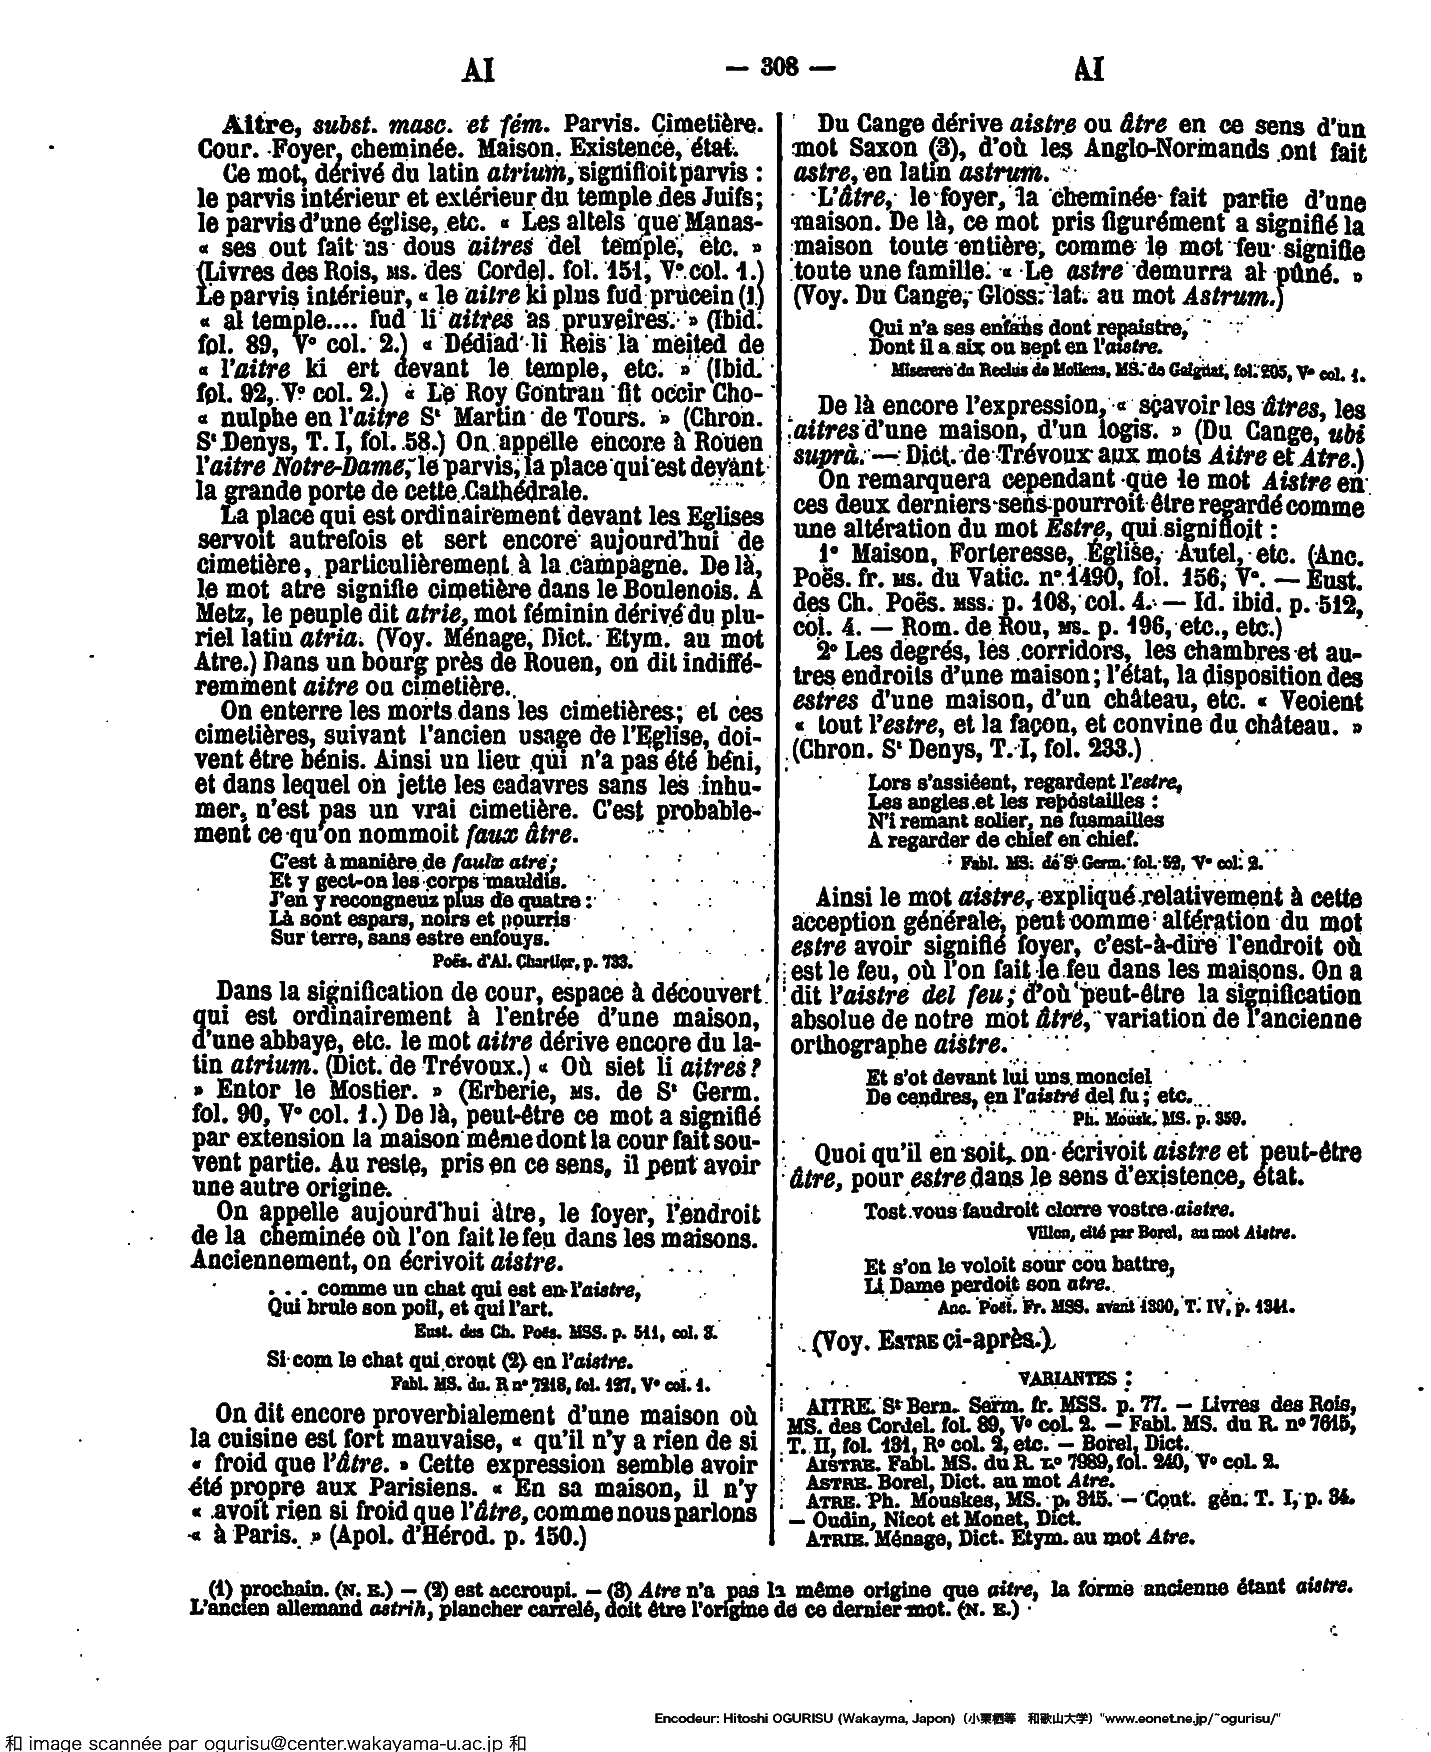 AI
— 308 —
AI
Aitre, subst. masc. et fém. Parvis. Cimetière.
Cour. Foyer, cheminée. Maison. Existence, état.
Ce mot, dérivé du latin atrium, signifioit parvis :
le parvis intérieur et extérieur du temple des Juifs;
le parvis d'une église, etc. « Les altels que Manas-
« ses out fait as dous aitres del temple, etc. »
(Livres des Rois, MS. des Cordel. fol. 151, V° col. 1.)
Le parvis intérieur, « le aitre ki plus fud prucein (1)
« al temple.... fud li aitres as pruveires. » (Ibid.
fol. 89, V° col. 2.) « Dédiad li Reis la meited de
« l'aitre ki ert devant le temple, etc. » (Ibid.
fol. 92, V° col. 2.) « Le Roy Gontran fit occir Cho-
« nulphe en l'aitre St Martin de Tours. » (Chron.
St Denys, T. I, fol. 58.) On appelle encore à Rouen
l'aitre Notre-Dame, le parvis, la place qui est devant
la grande porte de cette Cathédrale.
La place qui est ordinairement devant les Eglises
servoit autrefois et sert encore aujourd'hui de
cimetière, particulièrement à la campagne. De là,
le mot atre signifie cimetière dans le Boulenois. A
Metz, le peuple dit atrie, mot féminin dérivé du plu-
riel latin atria. (Voy. Ménage, Dict. Etym. au mot
Atre.) Dans un bourg près de Rouen, on dit indiffé-
remment aitre ou cimetière.
On enterre les morts dans les cimetières; et ces
cimetières, suivant l'ancien usage de l'Eglise, doi-
vent être bénis. Ainsi un lieu qui n'a pas été béni,
et dans lequel on jette les cadavres sans les inhu-
mer, n'est pas un vrai cimetière. C'est probable-
ment ce qu'on nommoit faux âtre.
C'est à manière de faulx atre;
Et y gect-on les corps mauldis.
J'en y recongneuz plus de quatre :
Là sont espars, noirs et pourris
Sur terre, sans estre enfouys.
Poës. d'Al. Chartier, p. 733.
Dans la signification de cour, espace à découvert
qui est ordinairement à l'entrée d'une maison,
d'une abbaye, etc. le mot aitre dérive encore du la-
tin atrium. (Dict. de Trévoux.) « Où siet li aitres?
» Entor le Mostier. » (Erberie, MS. de St Germ.
fol. 90, V° col. 1.) De là, peut-être ce mot a signifié
par extension la maison même dont la cour fait sou-
vent partie. Au reste, pris en ce sens, il peut avoir
une autre origine.
On appelle aujourd'hui âtre, le foyer, l'endroit
de la cheminée où l'on fait le feu dans les maisons.
Anciennement, on écrivoit aistre.
. . . comme un chat qui est en l'aistre,
Qui brule son poil, et qui l'art.
Eust. des Ch. Poës. MSS. p. 511, col. 3.
Si com le chat qui cront (2) en l'aistre.
Fabl. MS. du R n° 7218, fol. 127, V° col. 1.
On dit encore proverbialement d'une maison où
la cuisine est fort mauvaise, « qu'il n'y a rien de si
« froid que l'âtre. » Cette expression semble avoir
été propre aux Parisiens. « En sa maison, il n'y
« avoit rien si froid que l'âtre, comme nous parlons
« à Paris. » (Apol. d'Hérod. p. 150.)
Du Cange dérive aistre ou âtre en ce sens d'un
mot Saxon (3), d'où les Anglo-Normands ont fait
astre, en latin astrum.
L'âtre, le foyer, la cheminée fait partie d'une
maison. De là, ce mot pris figurément a signifié la
maison toute entière, comme le mot feu signifie
toute une famille. « Le astre demurra al pûné. »
(Voy. Du Cange, Gloss. lat. au mot Astrum.)
Qui n'a ses enfans dont repaistre,
Dont il a six ou sept en l'aistre.
Miserere du Reclus de Moliens, MS. de Gaignat, fol. 205, V° col. 1.
De là encore l'expression, « sçavoir les âtres, les
aitres d'une maison, d'un logis. » (Du Cange, ubi
suprà. — Dict. de Trévoux aux mots Aitre et Atre.)
On remarquera cependant que le mot Aistre en
ces deux derniers sens pourroit être regardé comme
une altération du mot Estre, qui signifioit :
1° Maison, Forteresse, Église, Autel, etc. (Anc.
Poës. fr. MS. du Vatic. n° 1490, fol. 156, V°. — Eust.
des Ch. Poës. MSS. p. 108, col. 4. — Id. ibid. p. 512,
col. 4. — Rom. de Rou, MS. p. 196, etc., etc.)
2° Les degrés, les corridors, les chambres et au-
tres endroits d'une maison; l'état, la disposition des
estres d'une maison, d'un château, etc. « Veoient
« tout l'estre, et la façon, et convine du château. »
(Chron. St Denys, T. I, fol. 233.)
Lors s'assiéent, regardent l'estre,
Les angles et les repostailles :
N'i remant solier, ne fusmailles
A regarder de chief en chief.
Fabl. MS. de St Germ. fol. 52, V° col. 2.
Ainsi le mot aistre, expliqué relativement à cette
acception générale, peut comme altération du mot
estre avoir signifié foyer, c'est-à-dire l'endroit où
est le feu, où l'on fait le feu dans les maisons. On a
dit l'aistre del feu; d'où peut-être la signification
absolue de notre mot âtre, variation de l'ancienne
orthographe aistre.
Et s'ot devant lui uns monciel
De cendres, en l'aistre del fu; etc.
Ph. Mousk. MS. p. 359.
Quoi qu'il en soit, on écrivoit aistre et peut-être
âtre, pour estre dans le sens d'existence, état.
Tost vous faudroit clorre vostre aistre.
Villon, cité par Borel, au mot Aistre.
Et s'on le voloit sour cou battre,
Li Dame perdoit son atre.
Anc. Poët. Fr. MSS. avant 1300, T. IV, p. 1341.
(Voy. ESTRE ci-après.)
VARIANTES :
AITRE. St Bern. Serm. fr. MSS. p. 77. — Livres des Rois,
MS. des Cordel. fol. 89, V° col. 2. — Fabl. MS. du R. n° 7615,
T. II, fol. 131, R° col. 2, etc. — Borel, Dict.
AISTRE. Fabl. MS. du R. n° 7989, fol. 240, V° col. 2.
ASTRE. Borel, Dict. au mot Atre.
ATRE. Ph. Mouskes, MS. p. 315. — Cont. gén. T. I, p. 34.
— Oudin, Nicot et Monet, Dict.
ATRIE. Ménage, Dict. Etym. au mot Atre.
(1) prochain. (N. E.) — (2) est accroupi. — (3) Atre n'a pas la même origine que aitre, la forme ancienne étant aistre.
L'ancien allemand astrih, plancher carrelé, doit être l'origine de ce dernier mot. (N. E.)
Encodeur: Hitoshi OGURISU (Wakayma, Japon) (小栗栖等 和歌山大学) "www.eonet.ne.jp/~ogurisu/"
和 image scannée par ogurisu@center.wakayama-u.ac.jp 和